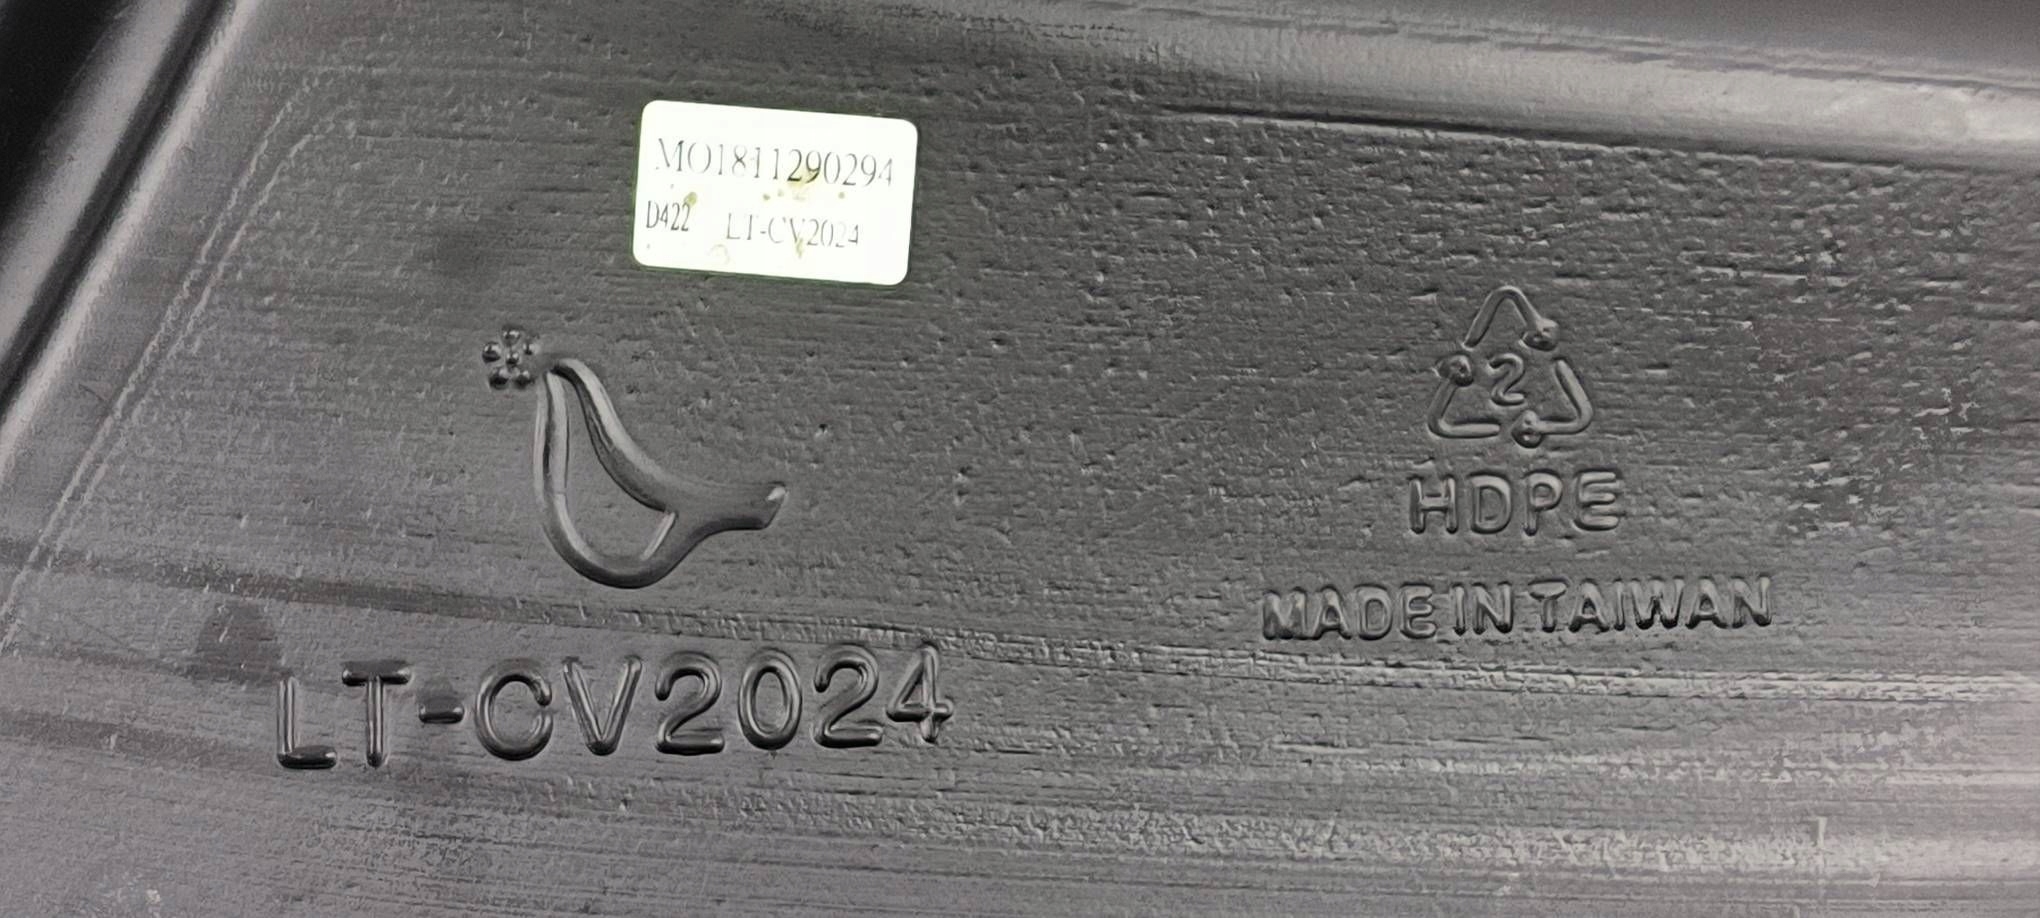 MO1811290294
D422 LT-CV2024
2
HDPE
MADE IN TAIWAN
LT-CV2024